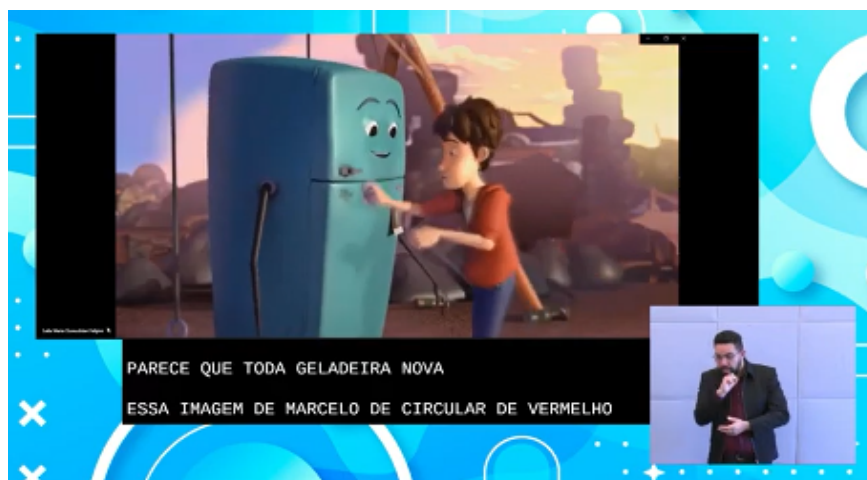 PARECE QUE TODA GELADEIRA NOVA
ESSA IMAGEM DE MARCELO DE CIRCULAR DE VERMELHO